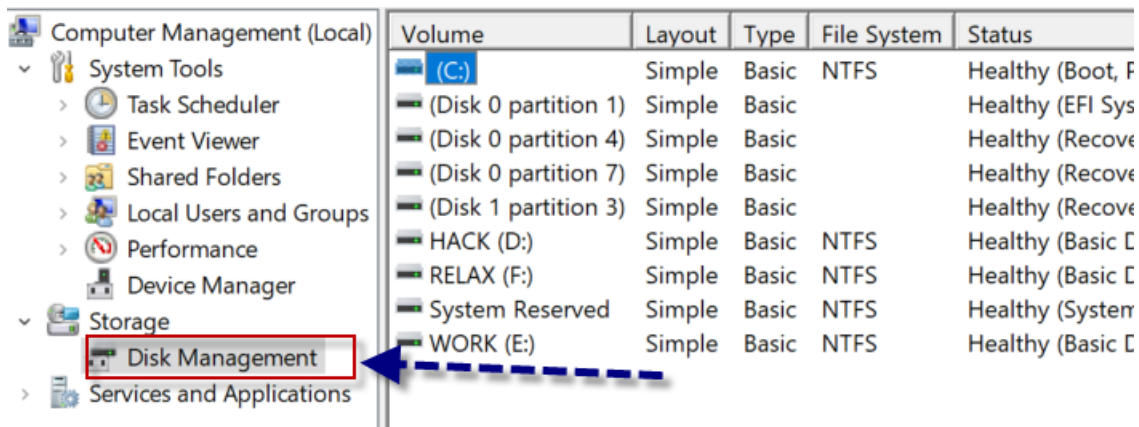 Computer Management (Local)
System Tools
Task Scheduler
Event Viewer
Shared Folders
Local Users and Groups
Performance
Device Manager
Storage
Disk Management
Services and Applications
Volume Layout Type File System Status
(C:) Simple Basic NTFS Healthy (Boot,
(Disk 0 partition 1) Simple Basic Healthy (EFI Sys
(Disk 0 partition 4) Simple Basic Healthy (Recove
(Disk 0 partition 7) Simple Basic Healthy (Recove
(Disk 1 partition 3) Simple Basic Healthy (Recove
HACK (D:) Simple Basic NTFS Healthy (Basic
RELAX (F:) Simple Basic NTFS Healthy (Basic
System Reserved Simple Basic NTFS Healthy (System
WORK (E:) Simple Basic NTFS Healthy (Basic